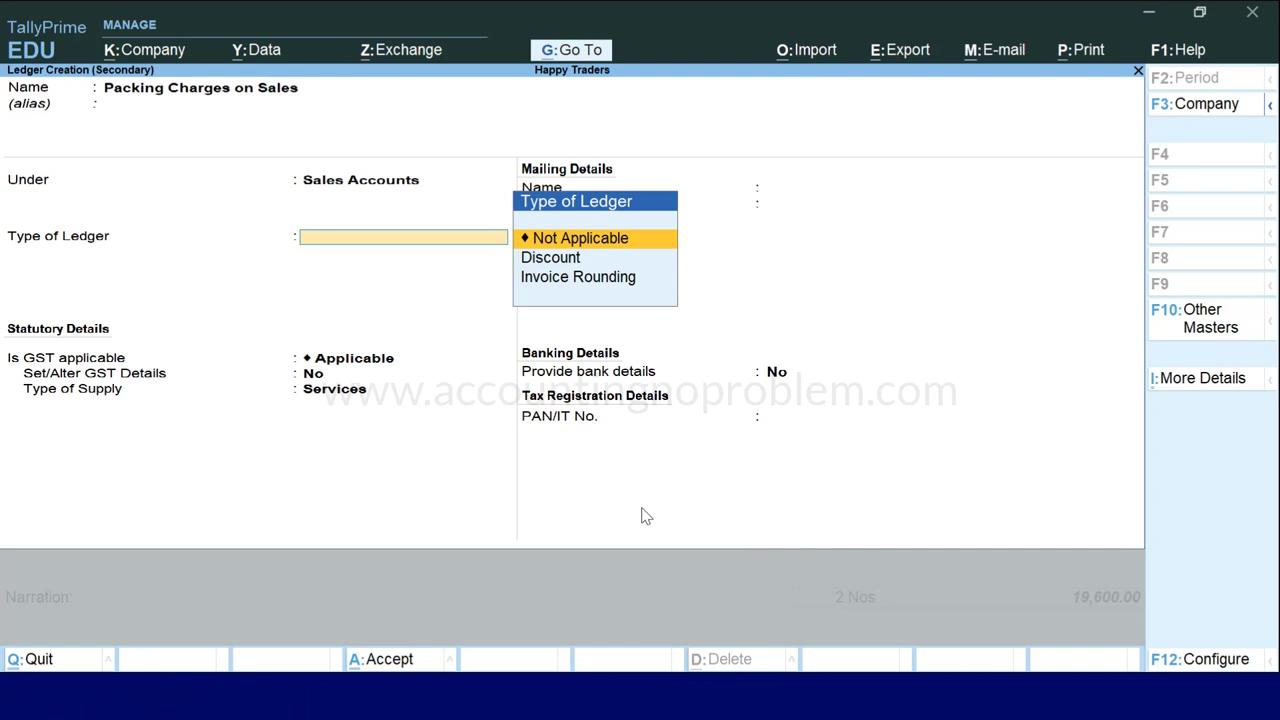 TallyPrime MANAGE
EDU K:Company Y:Data Z:Exchange G:Go To O:Import E:Export M:E-mail P:Print F1:Help
Ledger Creation (Secondary) Happy Traders
Name : Packing Charges on Sales
(alias) :
Under : Sales Accounts
Type of Ledger :
Mailing Details
Name :
:
Type of Ledger
♦ Not Applicable
Discount
Invoice Rounding
Statutory Details
Is GST applicable : ♦ Applicable
Set/Alter GST Details : No
Type of Supply : Services
Banking Details
Provide bank details : No
www.accountingnoproblem.com
Tax Registration Details
PAN/IT No. :
Narration: 2 Nos 19,600.00
F2:Period
F3:Company
F4
F5
F6
F7
F8
F9
F10:Other
Masters
I:More Details
F12:Configure
Q:Quit A:Accept D:Delete